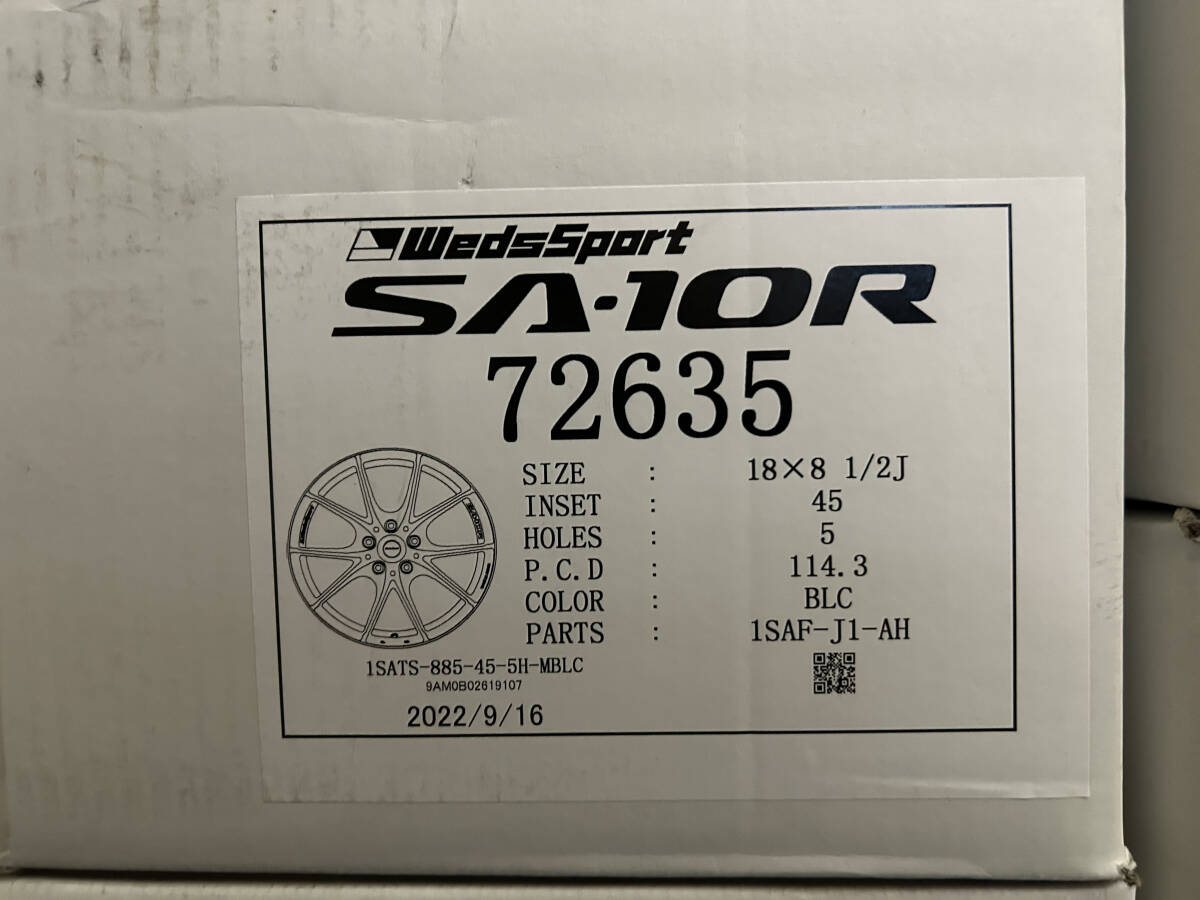 WedsSport
SA-10R
72635
SIZE : 18×8 1/2J
INSET : 45
HOLES : 5
P.C.D : 114.3
COLOR : BLC
PARTS : 1SAF-J1-AH
1SATS-885-45-5H-MBLC
9AM0B02619107
2022/9/16